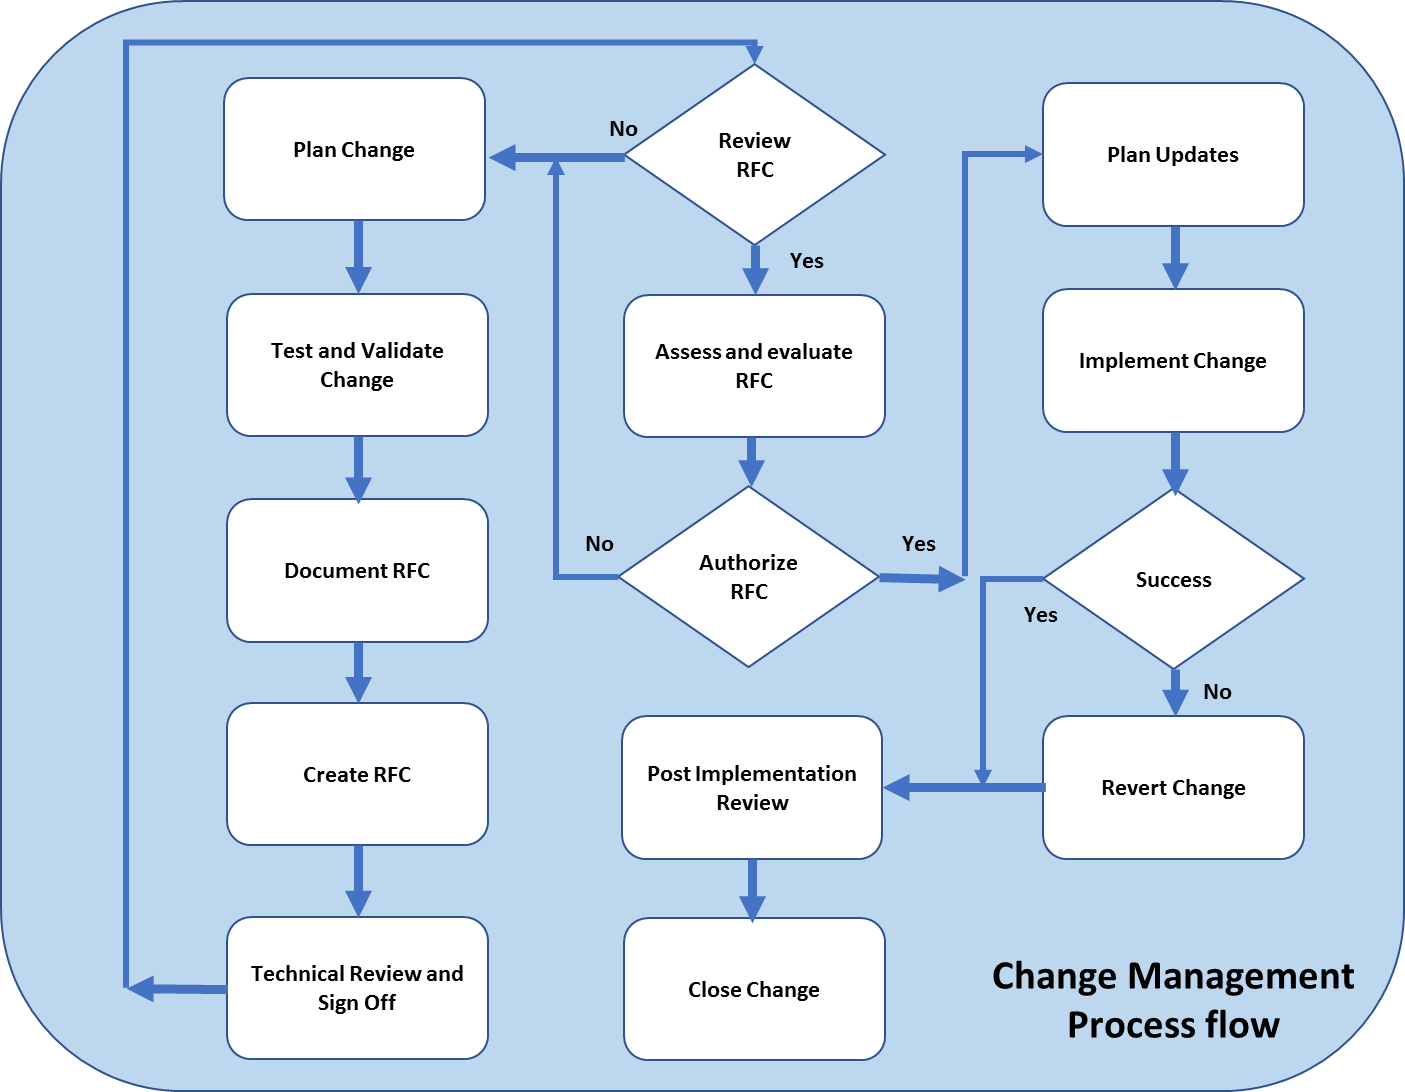 Plan Change
Test and Validate
Change
Document RFC
Create RFC
Technical Review and
Sign Off
No
Review
RFC
Yes
Assess and evaluate
RFC
No
Authorize
RFC
Yes
Plan Updates
Implement Change
Success
Yes
No
Revert Change
Post Implementation
Review
Close Change
Change Management
Process flow